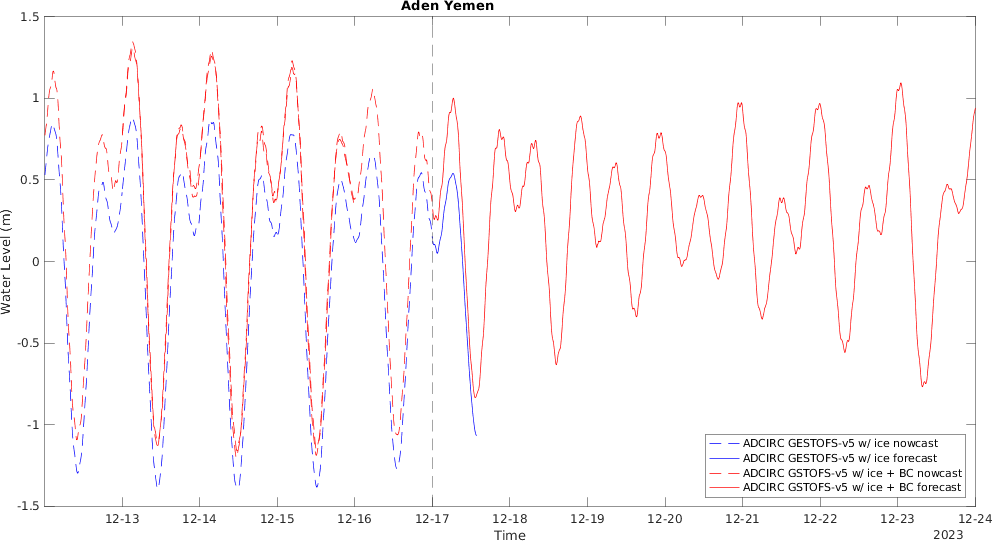 Aden Yemen
Water Level (m)
1.5
1
0.5
0
-0.5
-1
-1.5
12-13 12-14 12-15 12-16 12-17 12-18 12-19 12-20 12-21 12-22 12-23 12-24
Time
2023
ADCIRC GESTOFS-v5 w/ ice nowcast
ADCIRC GESTOFS-v5 w/ ice forecast
ADCIRC GSTOFS-v5 w/ ice + BC nowcast
ADCIRC GSTOFS-v5 w/ ice + BC forecast